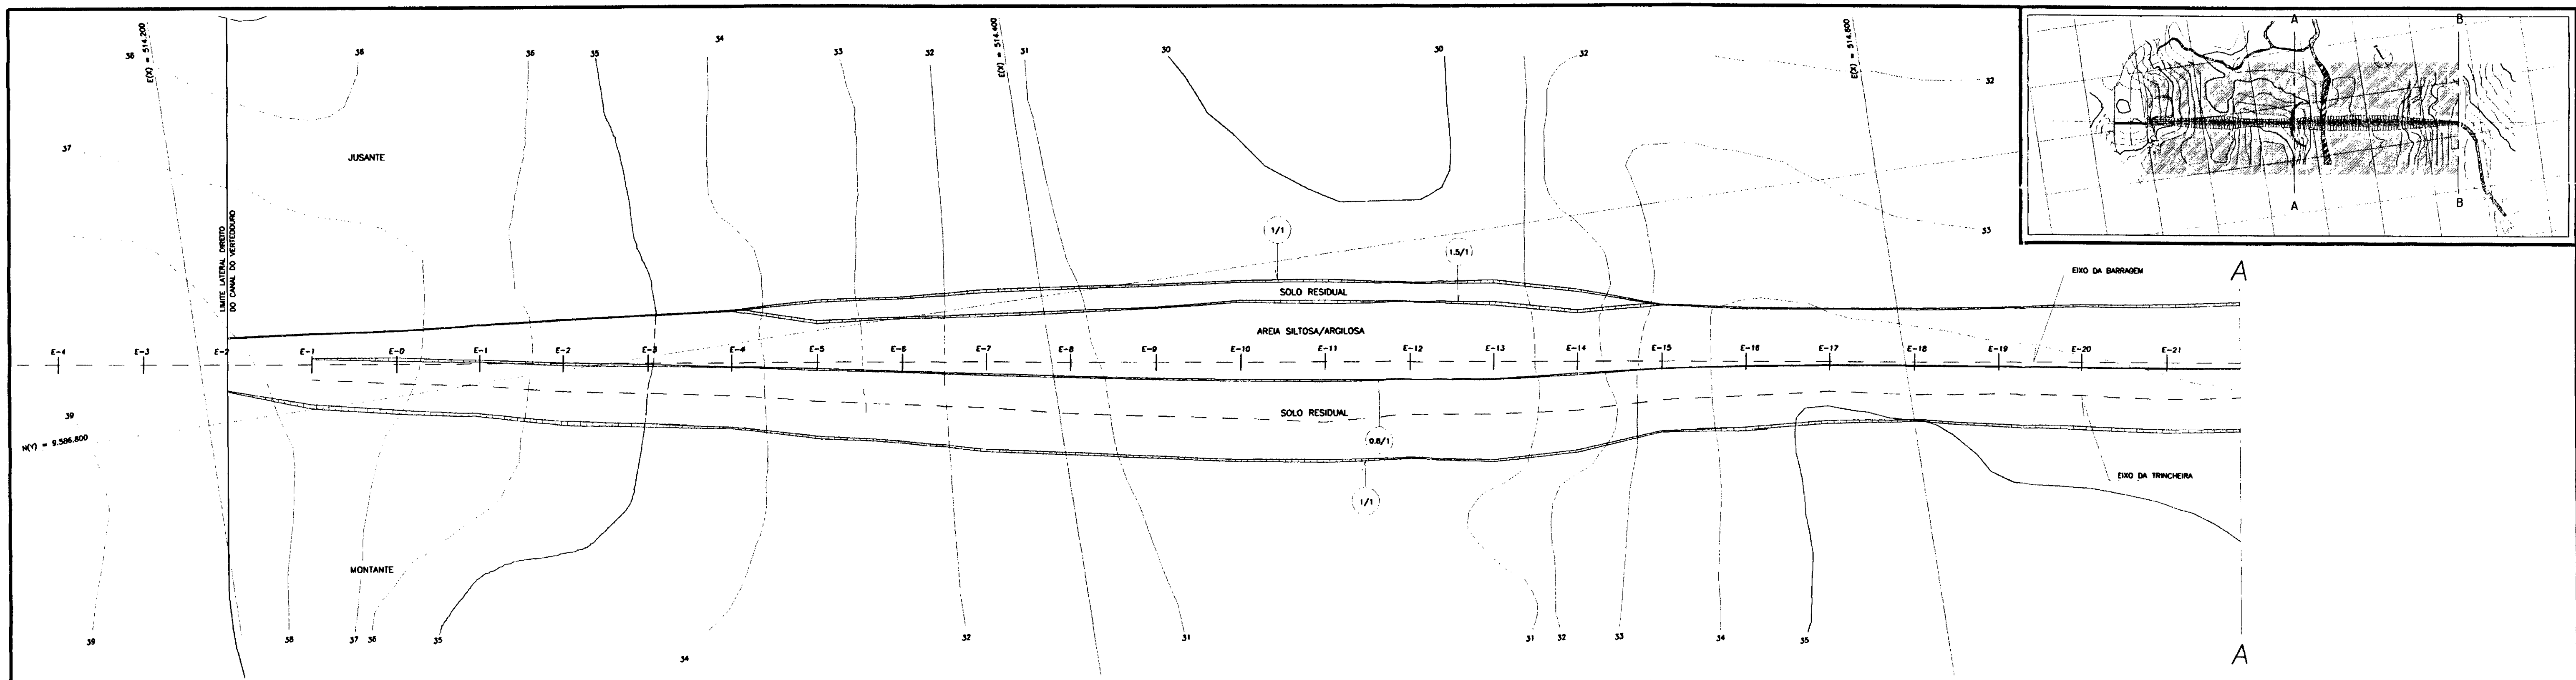 E(X) = 514.200
E(X) = 514.400
E(X) = 514.600
36
36
36
35
34
33
32
31
30
30
32
32
33
37
JUSANTE
LIMITE LATERAL DIREITO
DO CANAL DO VERTEDOURO
A
B
A
B
1/1
1.5/1
SOLO RESIDUAL
AREIA SILTOSA/ARGILOSA
EIXO DA BARRAGEM
A
E-4
E-3
E-2
E-1
E-0
E-1
E-2
E-3
E-4
E-5
E-6
E-7
E-8
E-9
E-10
E-11
E-12
E-13
E-14
E-15
E-16
E-17
E-18
E-19
E-20
E-21
39
N(Y) = 9.586.800
SOLO RESIDUAL
0.8/1
1/1
EIXO DA TRINCHEIRA
MONTANTE
39
38
37
36
35
34
32
31
31
32
33
34
35
A